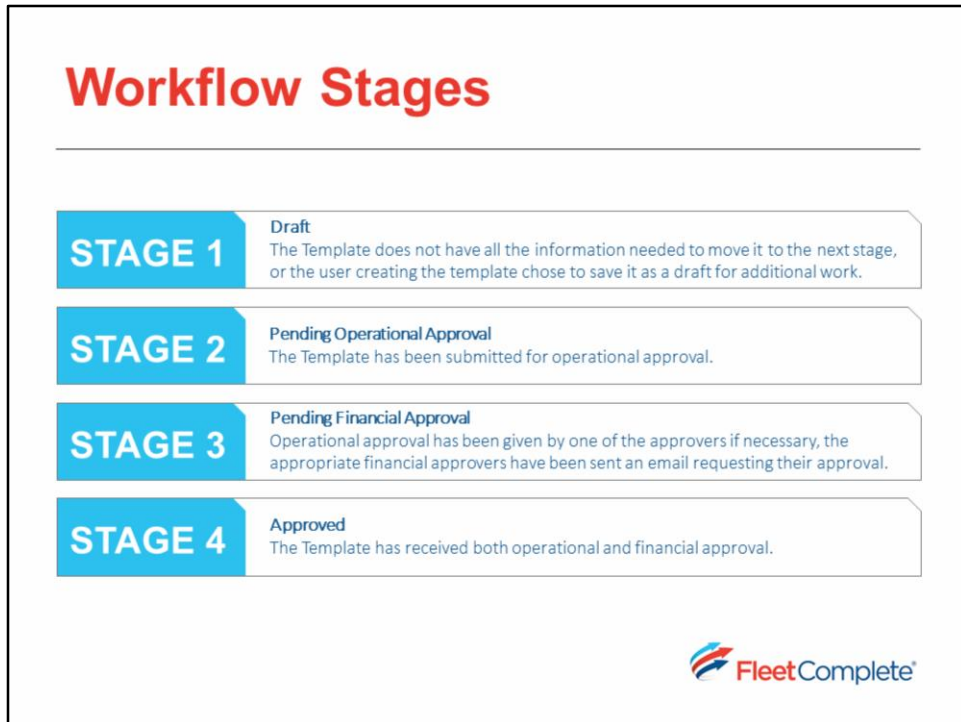 Workflow Stages
STAGE 1
Draft
The Template does not have all the information needed to move it to the next stage,
or the user creating the template chose to save it as a draft for additional work.
STAGE 2
Pending Operational Approval
The Template has been submitted for operational approval.
STAGE 3
Pending Financial Approval
Operational approval has been given by one of the approvers if necessary, the
appropriate financial approvers have been sent an email requesting their approval.
STAGE 4
Approved
The Template has received both operational and financial approval.
FleetComplete®